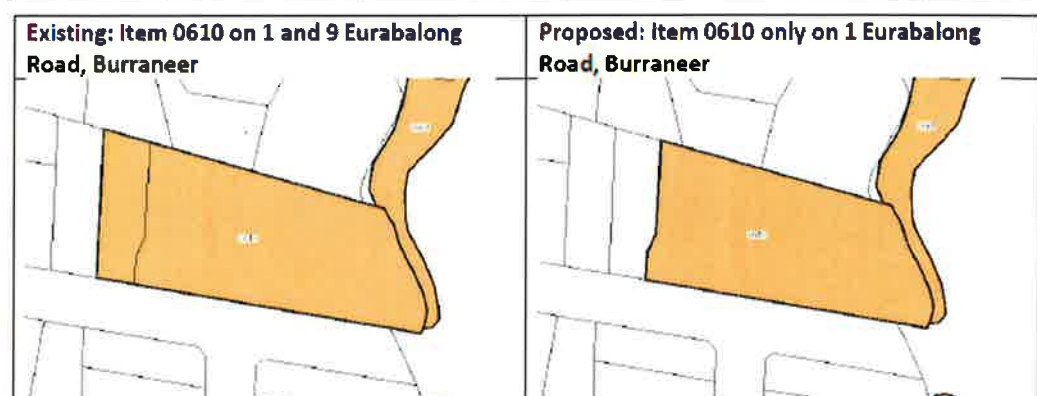 Existing: Item 0610 on 1 and 9 Eurabalong
Road, Burraneer
Proposed: Item 0610 only on 1 Eurabalong
Road, Burraneer